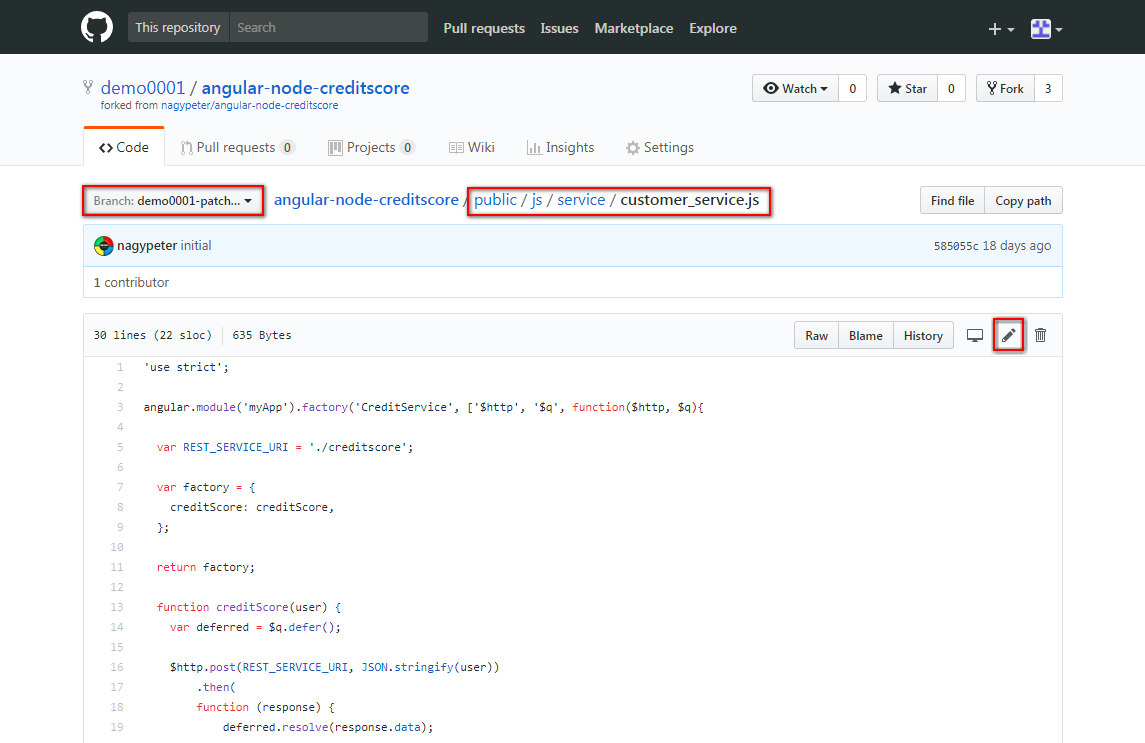 This repository Search Pull requests Issues Marketplace Explore
demo0001 / angular-node-creditscore Watch 0 Star 0 Fork 3
forked from nagypeter/angular-node-creditscore
Code Pull requests 0 Projects 0 Wiki Insights Settings
Branch: demo0001-patch... angular-node-creditscore / public / js / service / customer_service.js Find file Copy path
nagypeter initial 585055c 18 days ago
1 contributor
30 lines (22 sloc) 635 Bytes Raw Blame History
1 'use strict';
2
3 angular.module('myApp').factory('CreditService', ['$http', '$q', function($http, $q){
4
5 var REST_SERVICE_URI = './creditscore';
6
7 var factory = {
8 creditScore: creditScore,
9 };
10
11 return factory;
12
13 function creditScore(user) {
14 var deferred = $q.defer();
15
16 $http.post(REST_SERVICE_URI, JSON.stringify(user))
17 .then(
18 function (response) {
19 deferred.resolve(response.data);